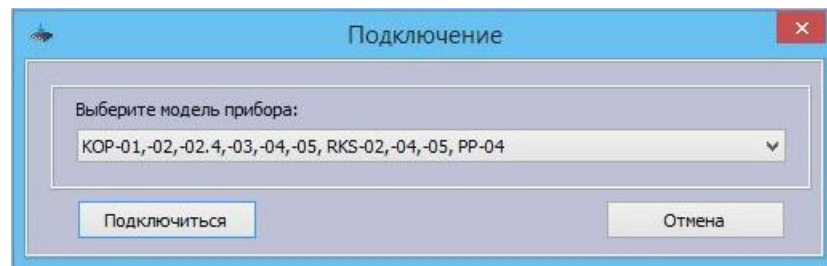 Подключение
Выберите модель прибора:
KOP-01,-02,-02.4,-03,-04,-05, RKS-02,-04,-05, PP-04
Подключиться
Отмена